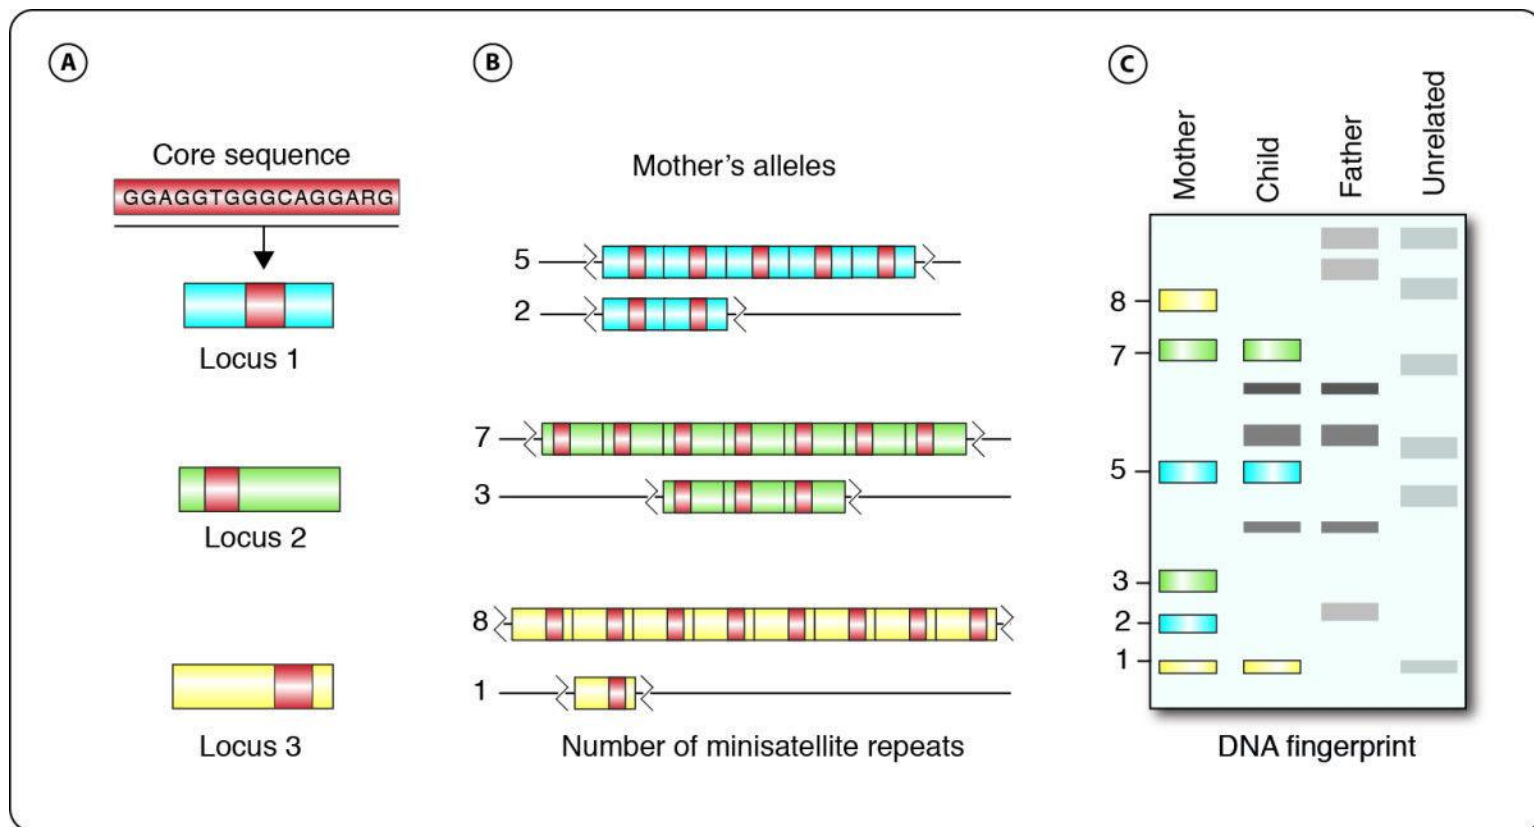 A
Core sequence
GGAGGTGGGCAGGARG
Locus 1
Locus 2
Locus 3
B
Mother's alleles
5
2
7
3
8
1
Number of minisatellite repeats
C
Mother
Child
Father
Unrelated
8
7
5
3
2
1
DNA fingerprint